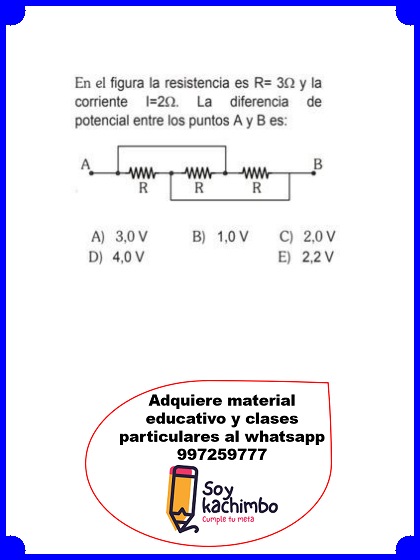 En el figura la resistencia es R= 3Ω y la
corriente I=2Ω. La diferencia de
potencial entre los puntos A y B es:
A B
R R R
A) 3,0 V B) 1,0 V C) 2,0 V
D) 4,0 V E) 2,2 V
Adquiere material
educativo y clases
particulares al whatsapp
997259777
Soy
kachimbo
Cumple tu meta